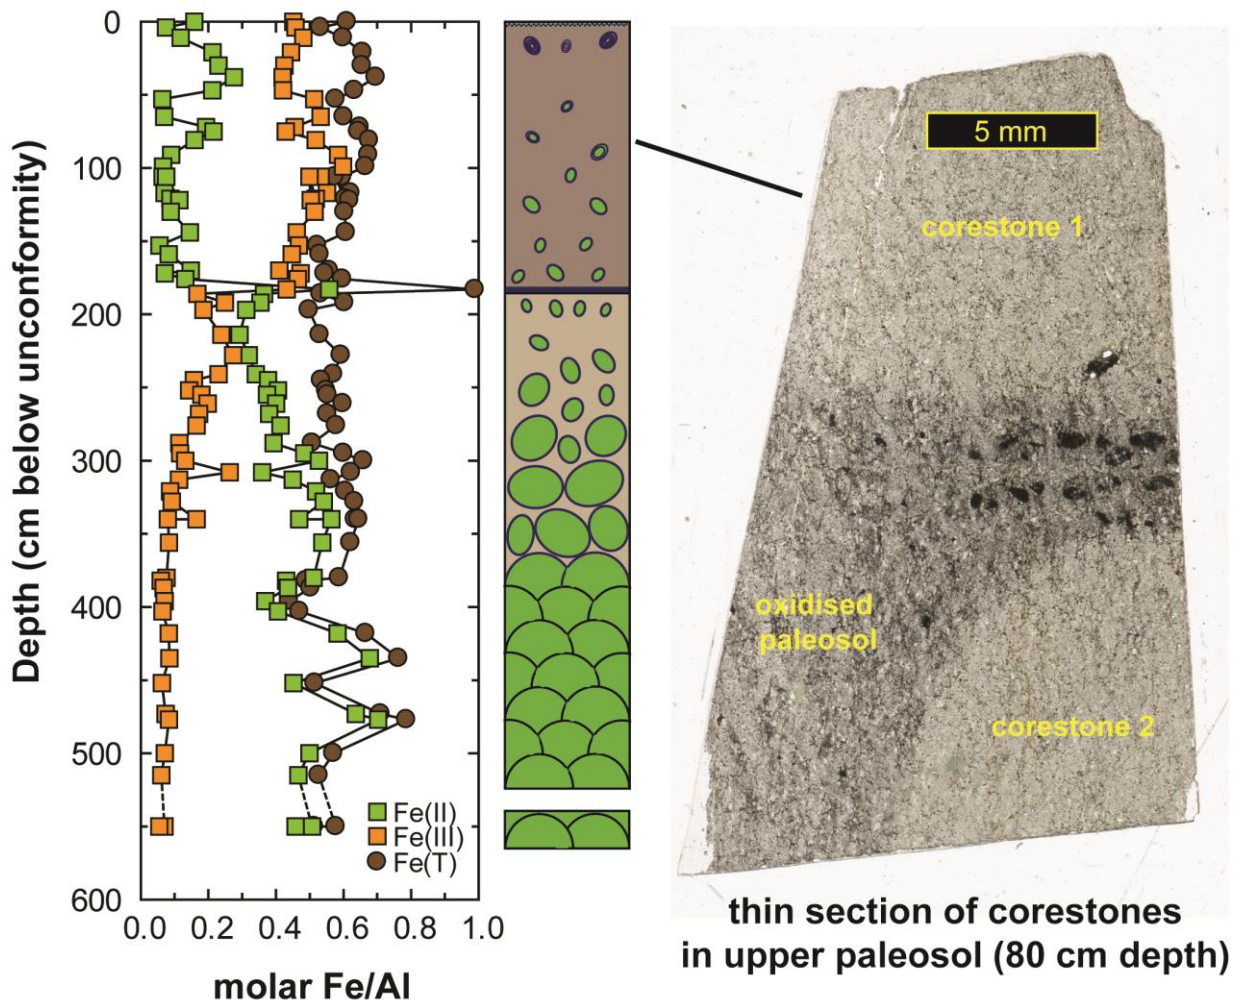 Depth (cm below unconformity)
0
100
200
300
400
500
600
0.0 0.2 0.4 0.6 0.8 1.0
molar Fe/Al
Fe(II)
Fe(III)
Fe(T)
5 mm
corestone 1
oxidised
paleosol
corestone 2
thin section of corestones
in upper paleosol (80 cm depth)